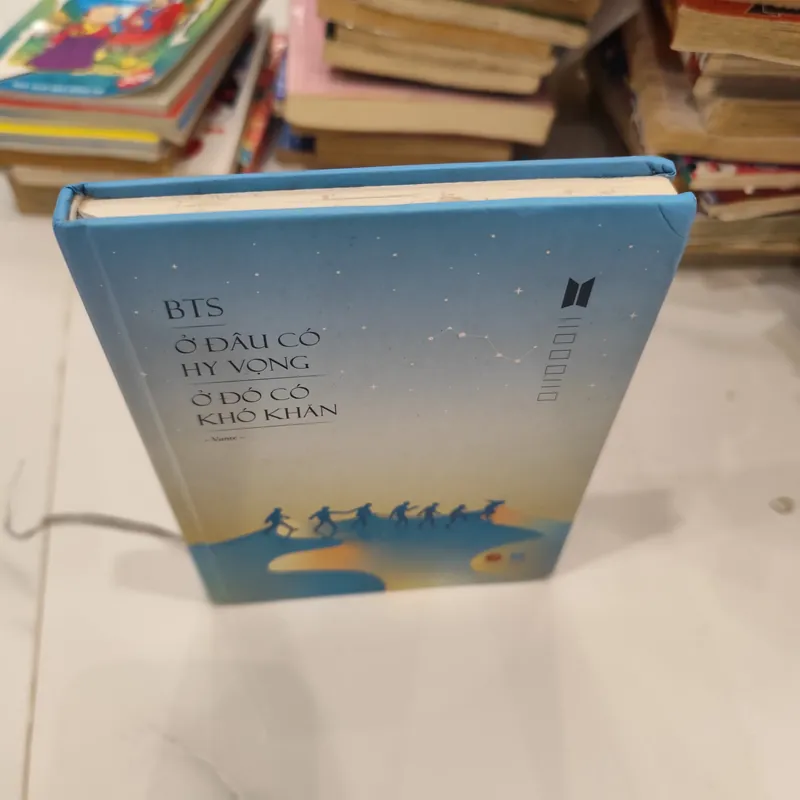 BTS
Ở ĐÂU CÓ
HY VỌNG
Ở ĐÓ CÓ
KHÓ KHĂN